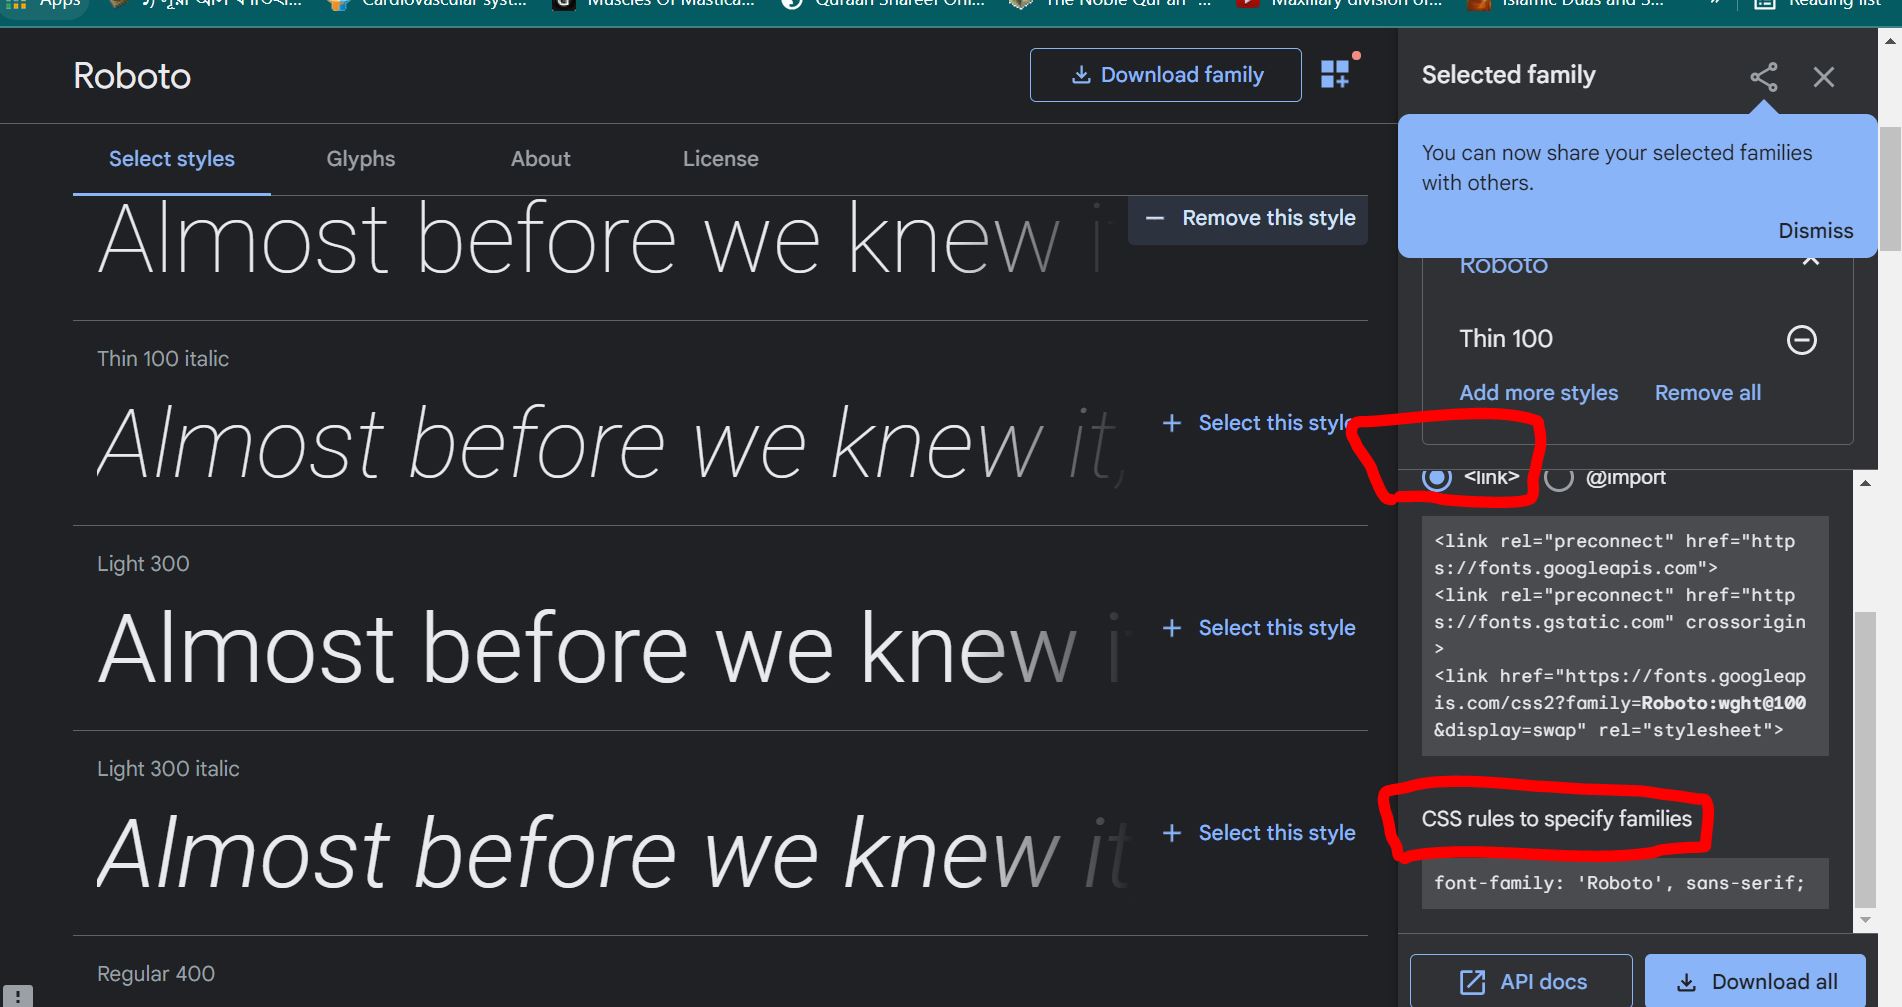 Apps
Cardiovascular syst...
Muscles Of Mastica...
Quraan Shareef Onl...
The Noble Qur'an - ...
Maxillary division of...
Islamic Duas and S...
»
Reading list
Roboto
Download family
Selected family
You can now share your selected families
with others.
Dismiss
Select styles
Glyphs
About
License
Almost before we knew
Remove this style
Roboto
Thin 100
Add more styles
Remove all
Thin 100 italic
Almost before we knew it,
Select this style
<link>
@import
<link rel="preconnect" href="http
s://fonts.googleapis.com">
<link rel="preconnect" href="http
s://fonts.gstatic.com" crossorigin
>
<link href="https://fonts.googleap
is.com/css2?family=Roboto:wght@100
&display=swap" rel="stylesheet">
Light 300
Almost before we knew
Select this style
Light 300 italic
Almost before we knew it
Select this style
CSS rules to specify families
font-family: 'Roboto', sans-serif;
Regular 400
API docs
Download all